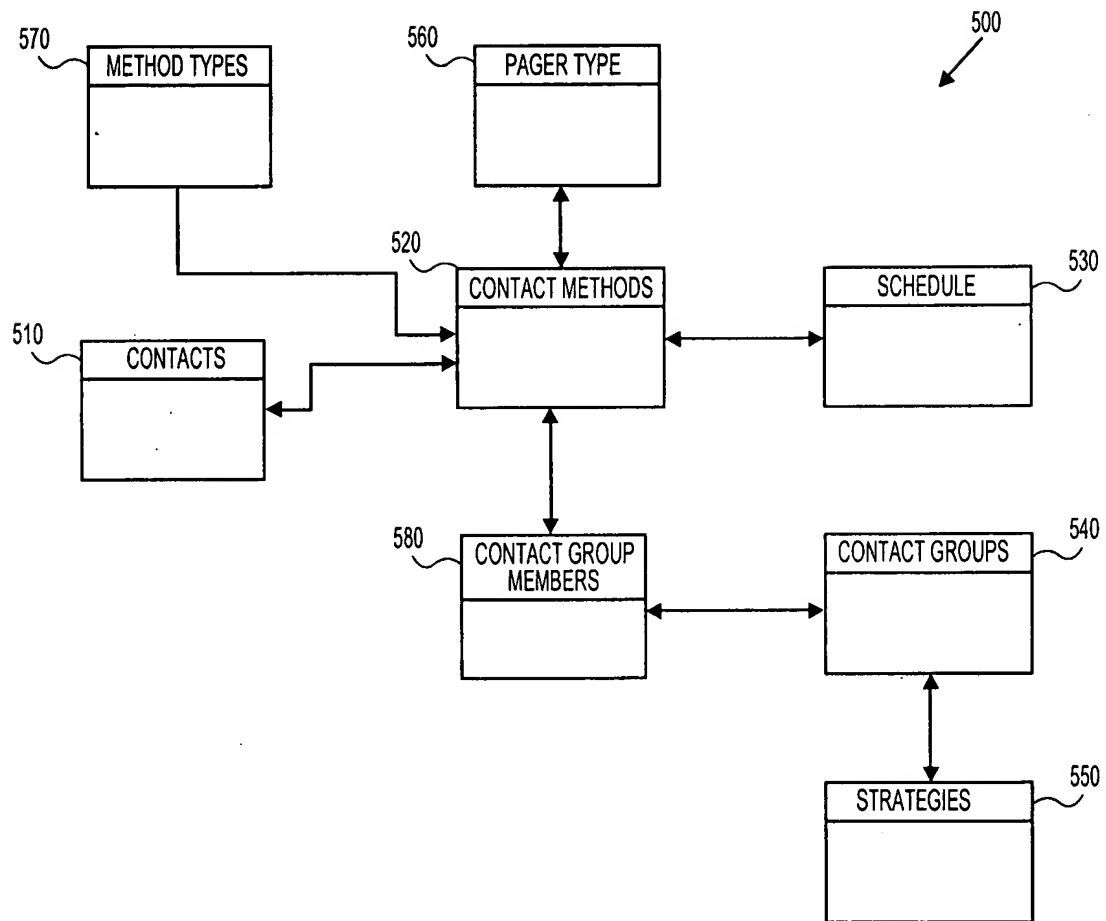 500
570
METHOD TYPES
560
PAGER TYPE
520
CONTACT METHODS
SCHEDULE
530
510
CONTACTS
580
CONTACT GROUP
MEMBERS
CONTACT GROUPS
540
STRATEGIES
550